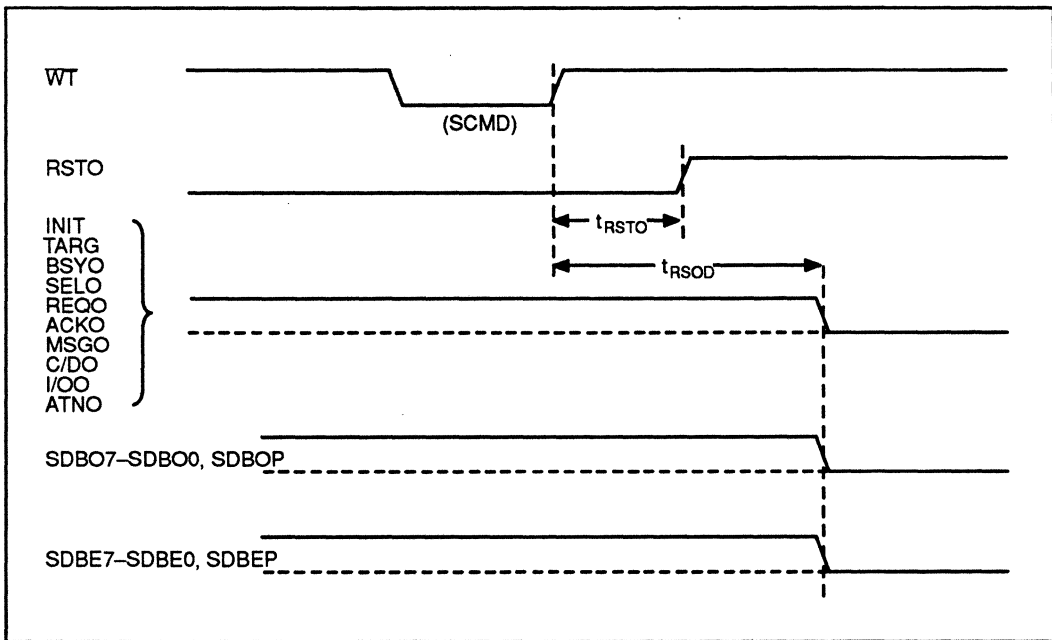 W̅T̅
(SCMD)
RSTO
tRSTO
INIT
TARG
BSYO
SELO
REQO
ACKO
MSGO
C/DO
I/OO
ATNO
tRSOD
SDBO7–SDBO0, SDBOP
SDBE7–SDBE0, SDBEP